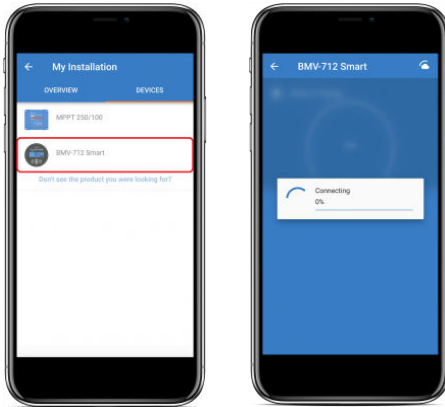 My Installation
OVERVIEW
DEVICES
MPPT 250/100
BMV-712 Smart
Don't see the product you were looking for?
BMV-712 Smart
Connecting
0%